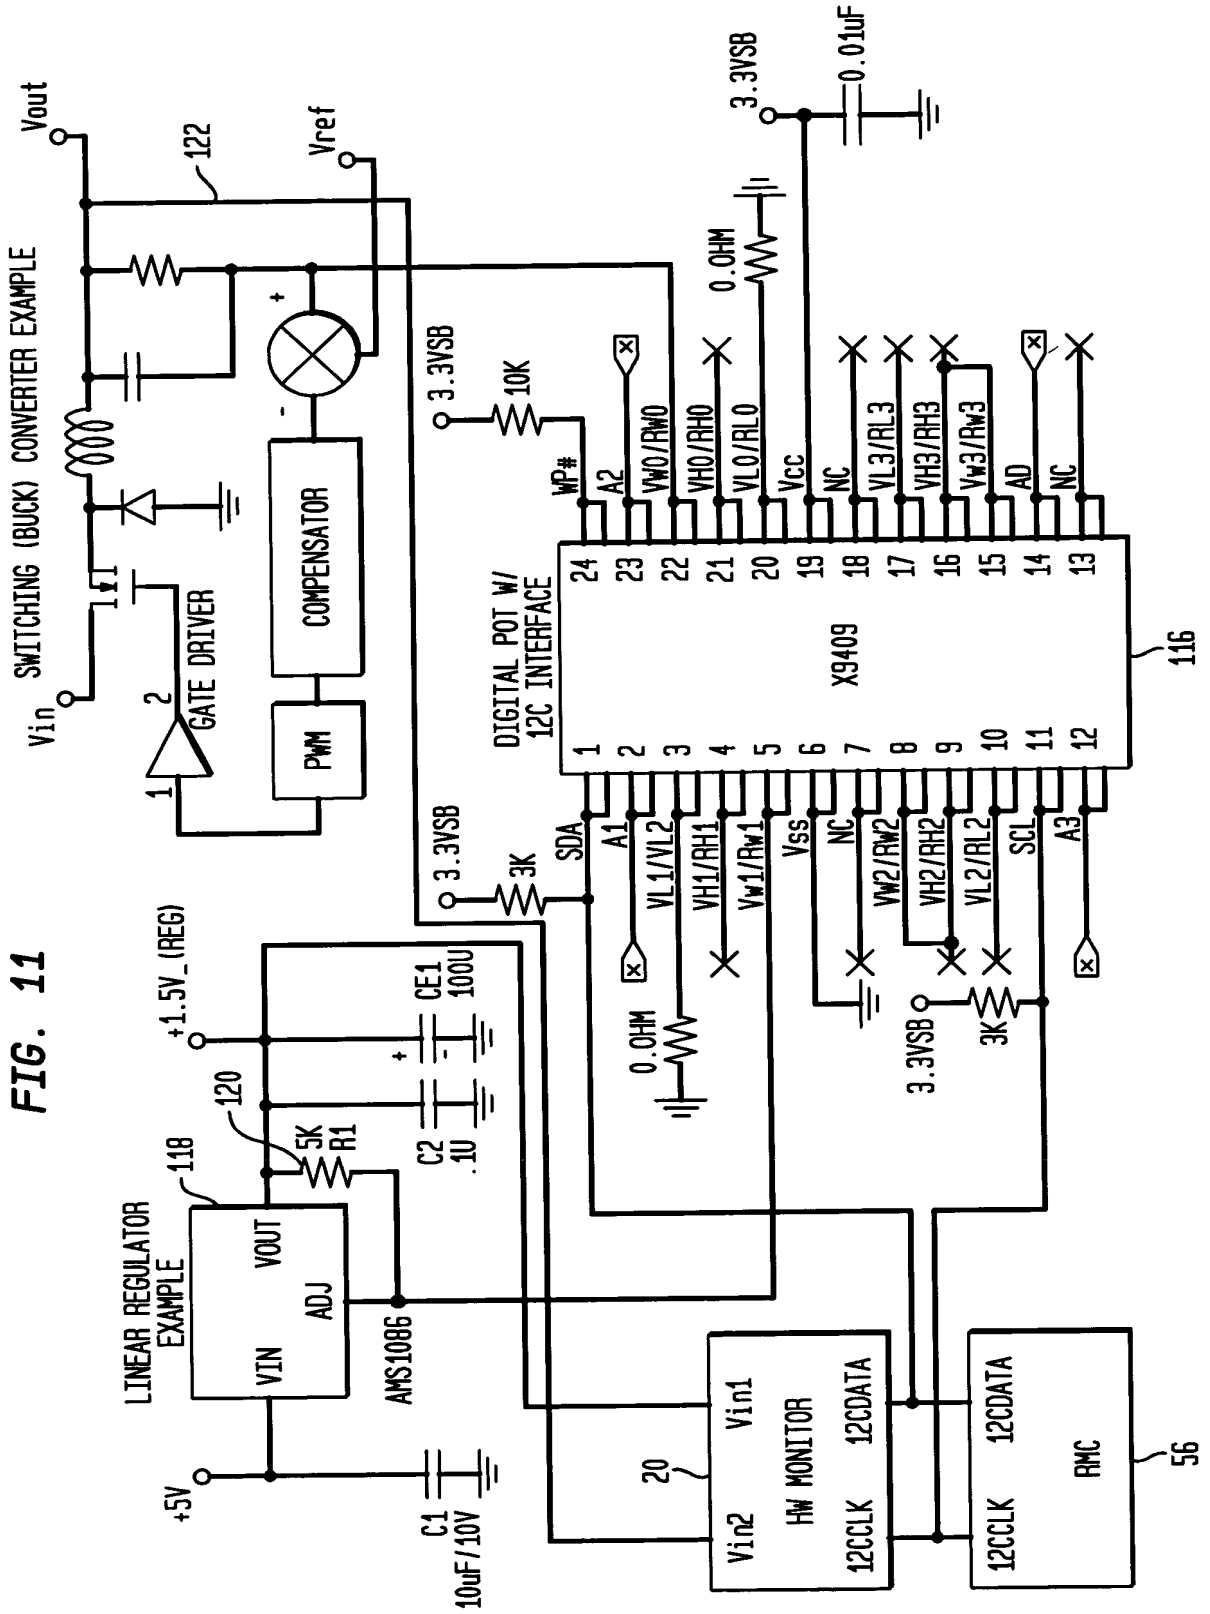 FIG. 11
LINEAR REGULATOR
EXAMPLE
118
120
+5V
VIN
VOUT
ADJ
AMS1086
C1
10uF/10V
5K
R1
+1.5V_(REG)
C2
.1U
CE1
100U
+
-
SWITCHING (BUCK) CONVERTER EXAMPLE
Vin
Vout
1
2
GATE DRIVER
PWM
COMPENSATOR
-
+
Vref
122
HW MONITOR
20
Vin2
Vin1
12CCLK
12CDATA
RMC
56
12CCLK
12CDATA
DIGITAL POT W/
12C INTERFACE
X9409
116
3.3VSB
3K
3.3VSB
10K
3.3VSB
0.01uF
3.3VSB
3K
0.0HM
0.0HM
SDA
1
A1
2
VL1/VL2
3
VH1/RH1
4
Vw1/Rw1
5
Vss
6
NC
7
VW2/RW2
8
VH2/RH2
9
VL2/RL2
10
SCL
11
A3
12
24
WP#
23
A2
22
VW0/RW0
21
VH0/RH0
20
VL0/RL0
19
Vcc
18
NC
17
VL3/RL3
16
VH3/RH3
15
Vw3/Rw3
14
AD
13
NC
x
x
x
x